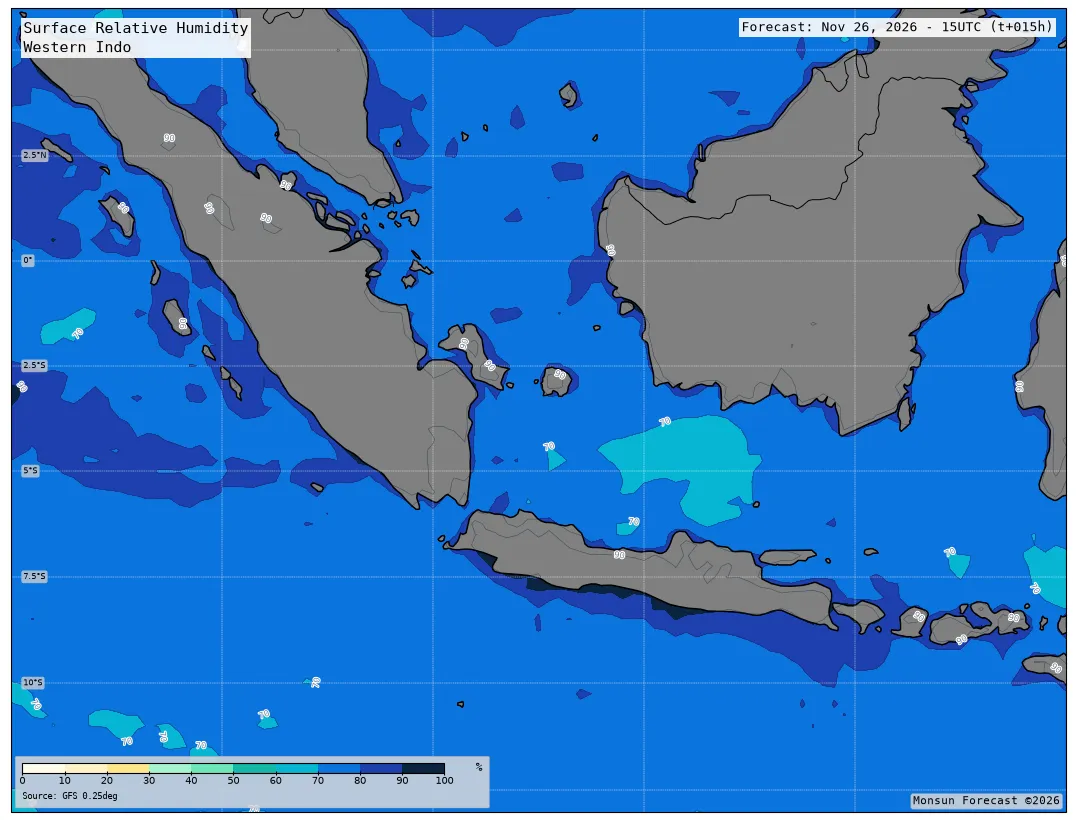 Surface Relative Humidity
Western Indo
Forecast: Nov 26, 2026 - 15UTC (t+015h)
90
2.5°N
90
90
90
90
90
0°
90
70
90
2.5°S
90
90
90
90
90
70
70
5°S
70
90
70
7.5°S
70
90
90
90
90
10°S
70
70
70
70
70
70
70
0 10 20 30 40 50 60 70 80 90 100 %
Source: GFS 0.25deg
Monsun Forecast ©2026